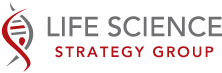 LIFE SCIENCE
STRATEGY GROUP